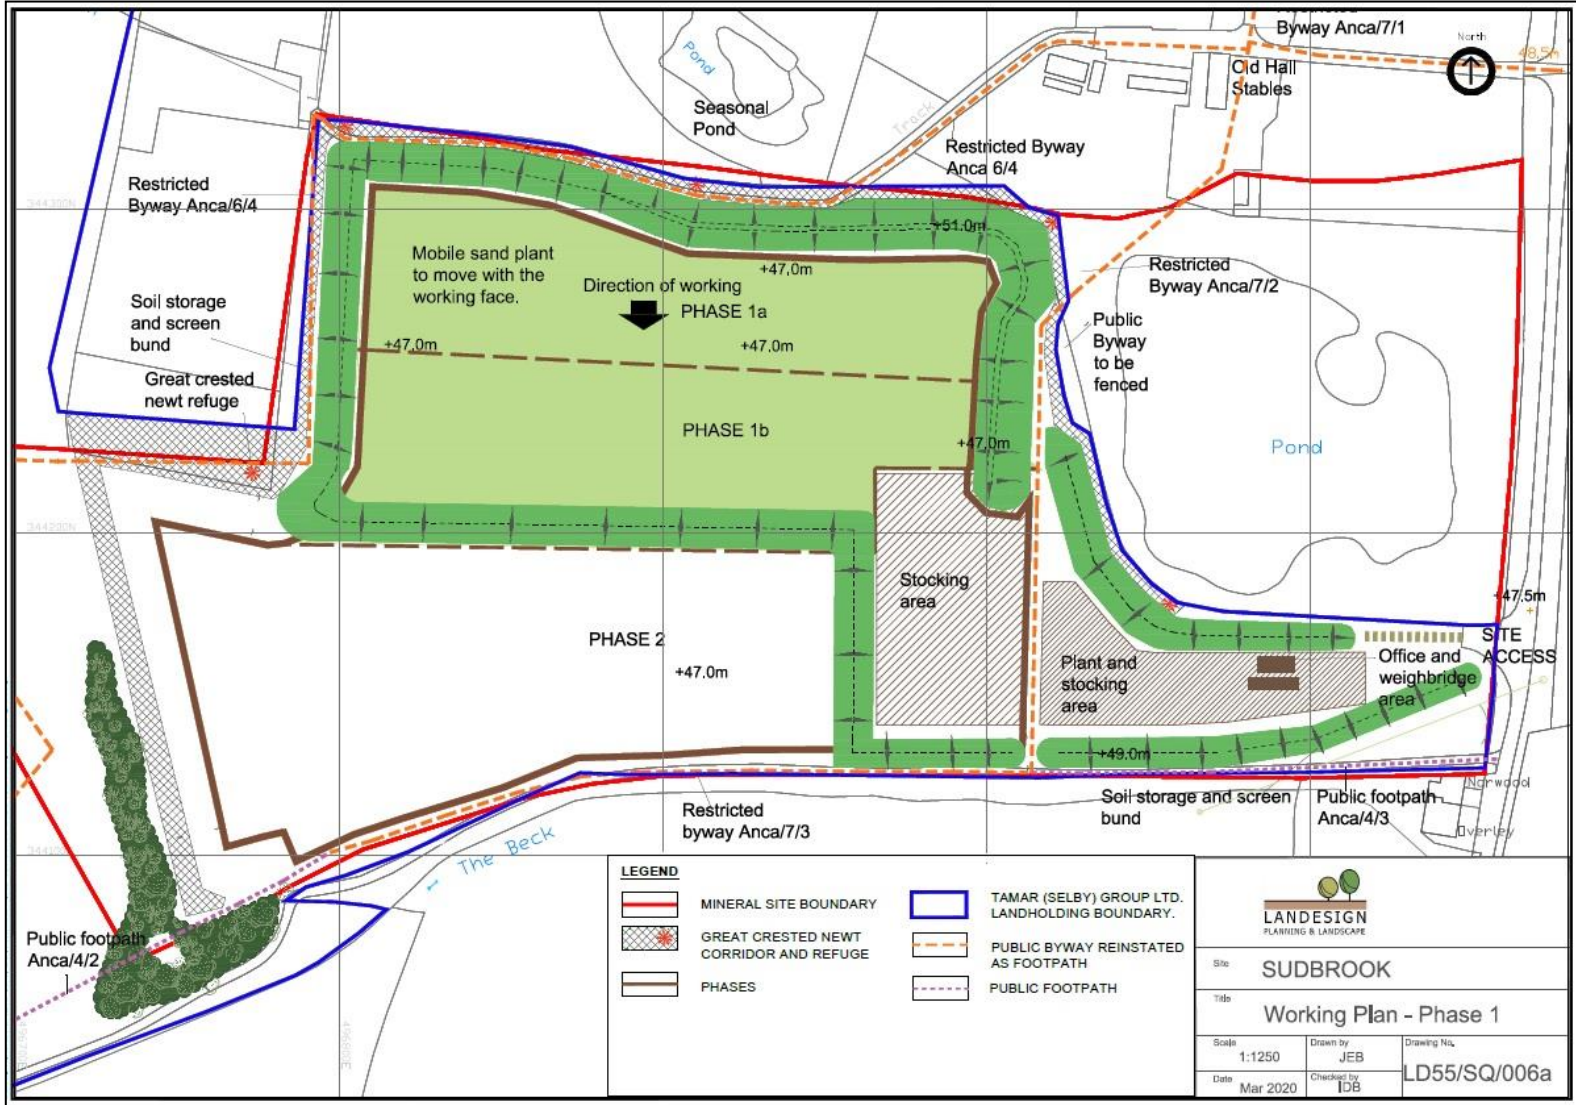 Byway Anca/7/1
North
48.5m
Old Hall
Stables
Pond
Seasonal
Pond
Track
Restricted Byway
Anca 6/4
Restricted
Byway Anca/6/4
344300N
+51.0m
Mobile sand plant
to move with the
working face.
+47.0m
Direction of working
PHASE 1a
Restricted
Byway Anca/7/2
Soil storage
and screen
bund
Public
Byway
to be
fenced
+47.0m
+47.0m
Great crested
newt refuge
PHASE 1b
+47.0m
Pond
344200N
Stocking
area
+47.5m
PHASE 2
+47.0m
SITE
ACCESS
Plant and
stocking
area
Office and
weighbridge
area
+49.0m
Norwood
Restricted
byway Anca/7/3
Soil storage and screen
bund
Public footpath
Anca/4/3
Overley
The Beck
344100N
Public footpath
Anca/4/2
49680E
LEGEND
MINERAL SITE BOUNDARY
GREAT CRESTED NEWT
CORRIDOR AND REFUGE
PHASES
TAMAR (SELBY) GROUP LTD.
LANDHOLDING BOUNDARY.
PUBLIC BYWAY REINSTATED
AS FOOTPATH
PUBLIC FOOTPATH
LANDESIGN
PLANNING & LANDSCAPE
Site SUDBROOK
Title Working Plan - Phase 1
Scale 1:1250
Drawn by JEB
Drawing No. LD55/SQ/006a
Date Mar 2020
Checked by IDB